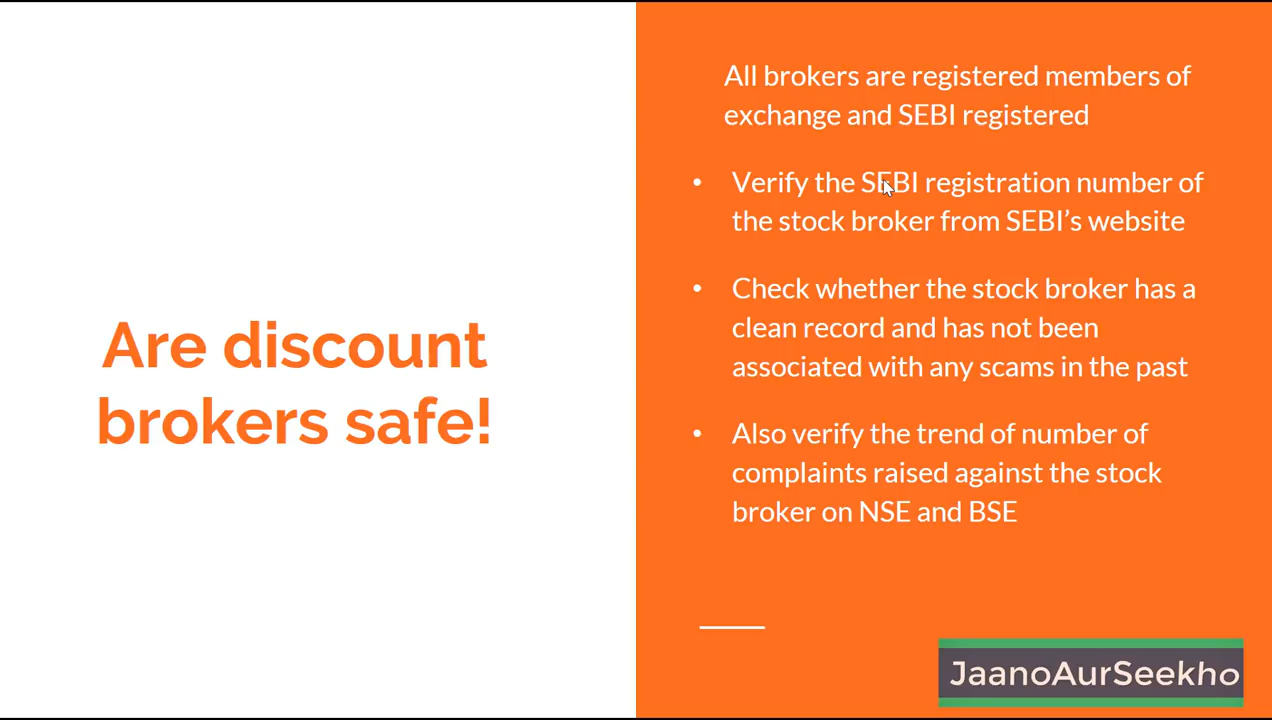 Are discount
brokers safe!
All brokers are registered members of
exchange and SEBI registered
• Verify the SEBI registration number of
the stock broker from SEBI’s website
• Check whether the stock broker has a
clean record and has not been
associated with any scams in the past
• Also verify the trend of number of
complaints raised against the stock
broker on NSE and BSE
JaanoAurSeekho